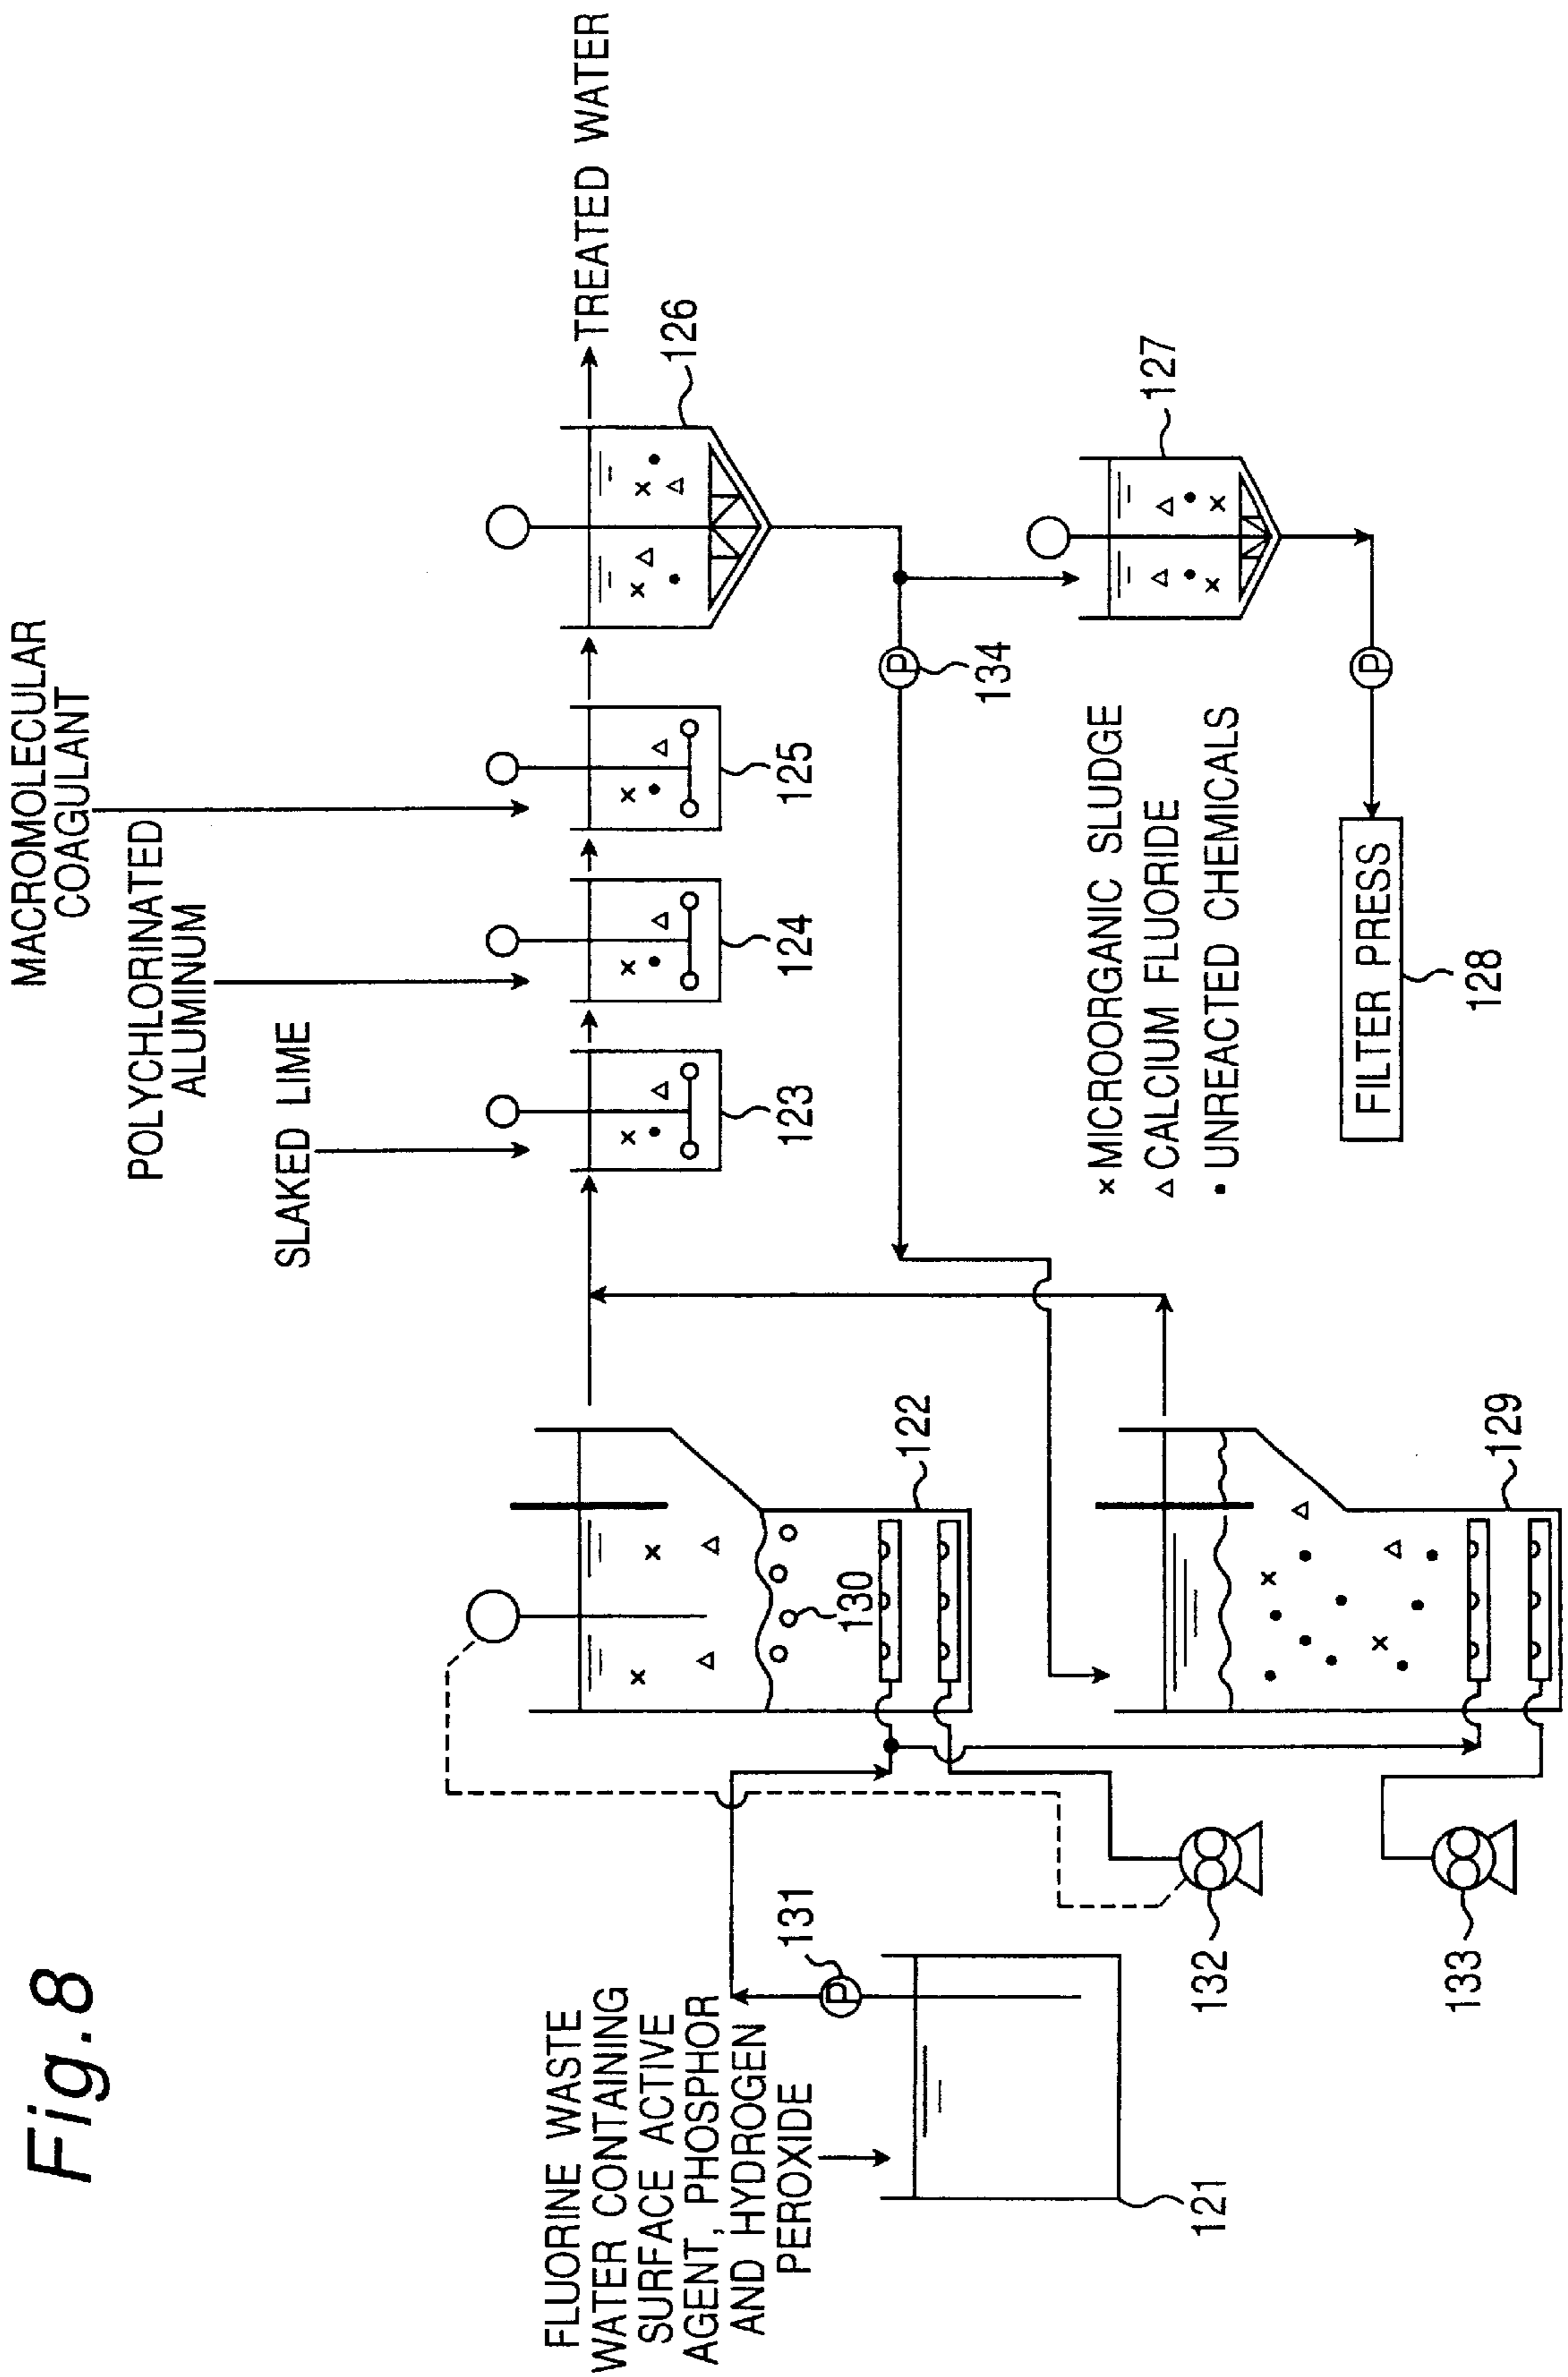 Fig.8
FLUORINE WASTE
WATER CONTAINING
SURFACE ACTIVE
AGENT, PHOSPHOR
AND HYDROGEN
PEROXIDE
121
P
131
132
133
122
130
129
SLAKED LIME
POLYCHLORINATED
ALUMINUM
MACROMOLECULAR
COAGULANT
123
124
125
126
TREATED WATER
P
134
127
P
× MICROORGANIC SLUDGE
△ CALCIUM FLUORIDE
• UNREACTED CHEMICALS
FILTER PRESS
128